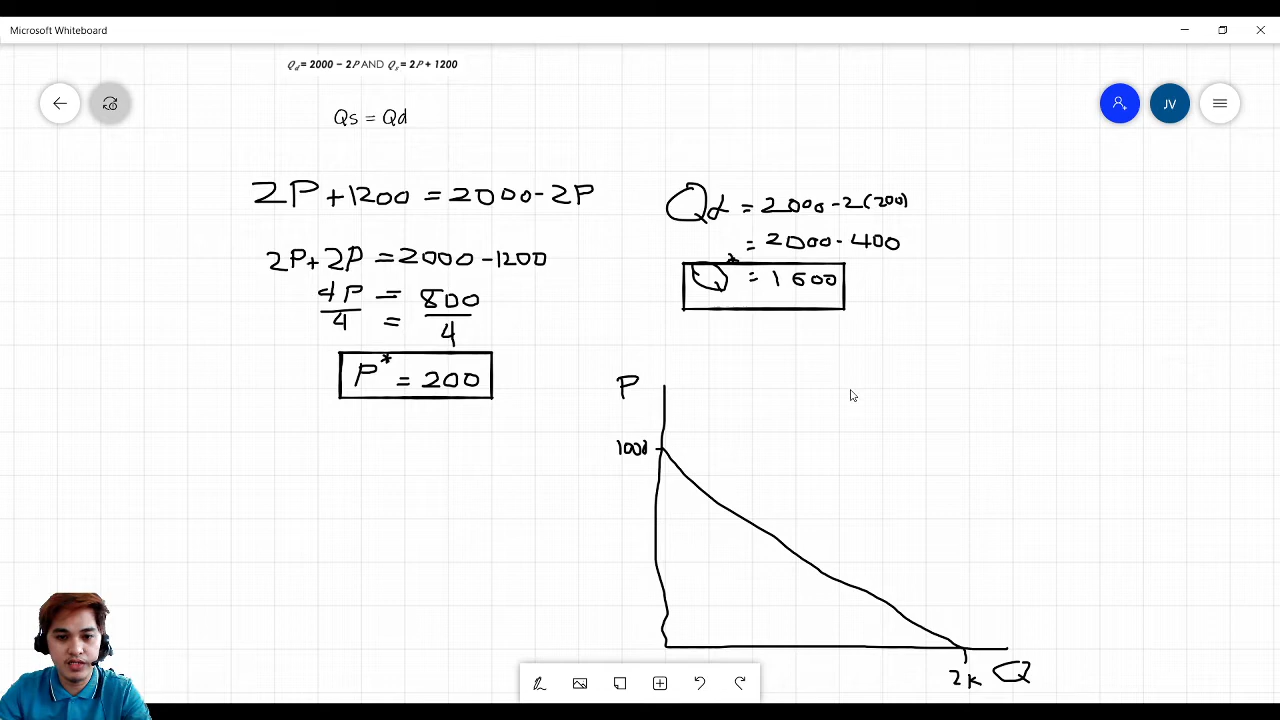 Microsoft Whiteboard
Qd = 2000 − 2P AND Qs = 2P + 1200
Qs = Qd
JV
2P + 1200 = 2000 - 2P
2P + 2P = 2000 - 1200
4P = 800
4 = 4
P* = 200
Qd = 2000 - 2(200)
= 2000 - 400
Q* = 1600
P
1000
2k Q